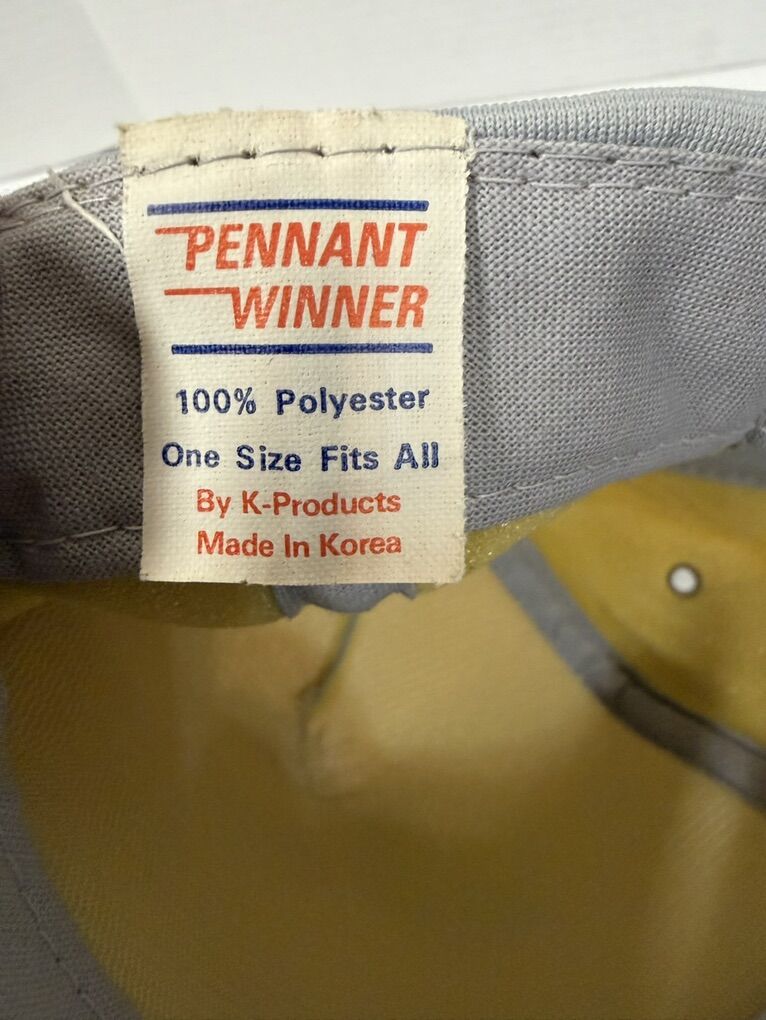 PENNANT
WINNER
100% Polyester
One Size Fits All
By K-Products
Made In Korea